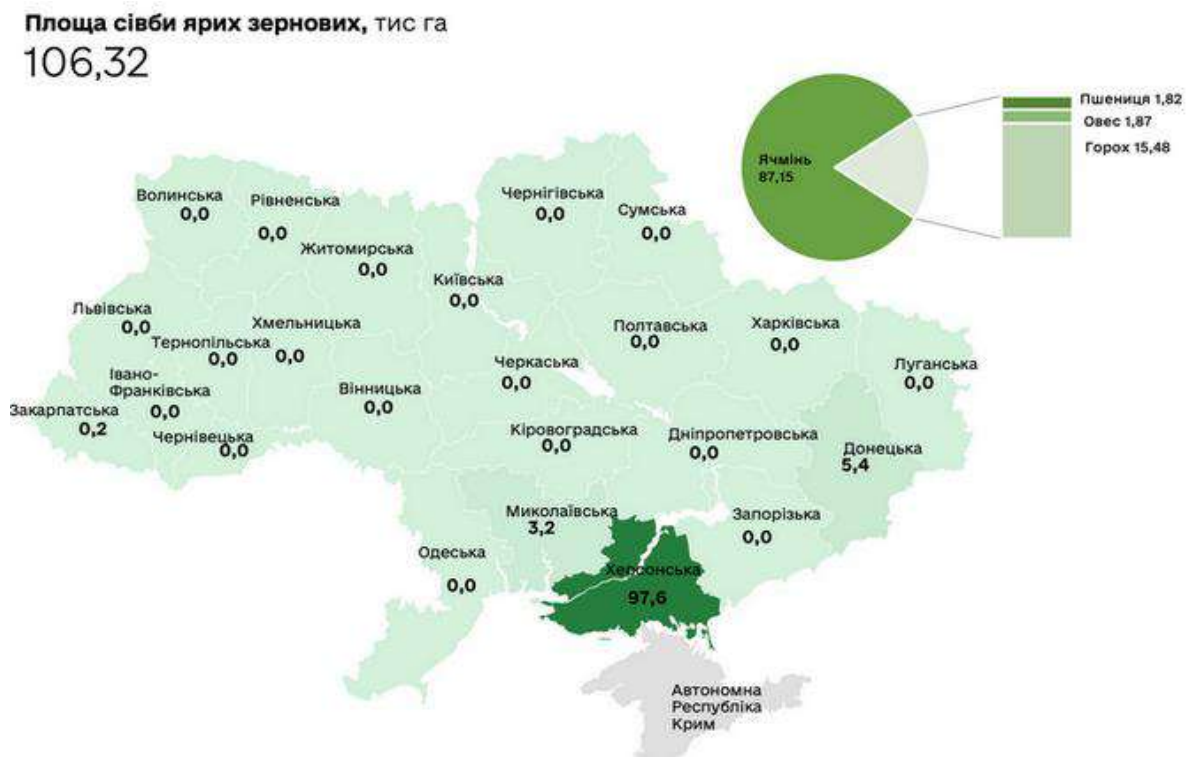 Площа сівби ярих зернових, тис га
106,32
Пшениця 1,82
Овес 1,87
Горох 15,48
Ячмінь
87,15
Волинська
0,0
Рівненська
0,0
Житомирська
0,0
Чернігівська
0,0
Сумська
0,0
Київська
0,0
Львівська
0,0
Тернопільська
0,0
Хмельницька
0,0
Івано-
Франківська
0,0
Закарпатська
0,2
Чернівецька
0,0
Вінницька
0,0
Черкаська
0,0
Полтавська
0,0
Харківська
0,0
Луганська
0,0
Кіровоградська
0,0
Дніпропетровська
0,0
Донецька
5,4
Миколаївська
3,2
Запорізька
0,0
Одеська
0,0
Херсонська
97,6
Автономна
Республіка
Крим